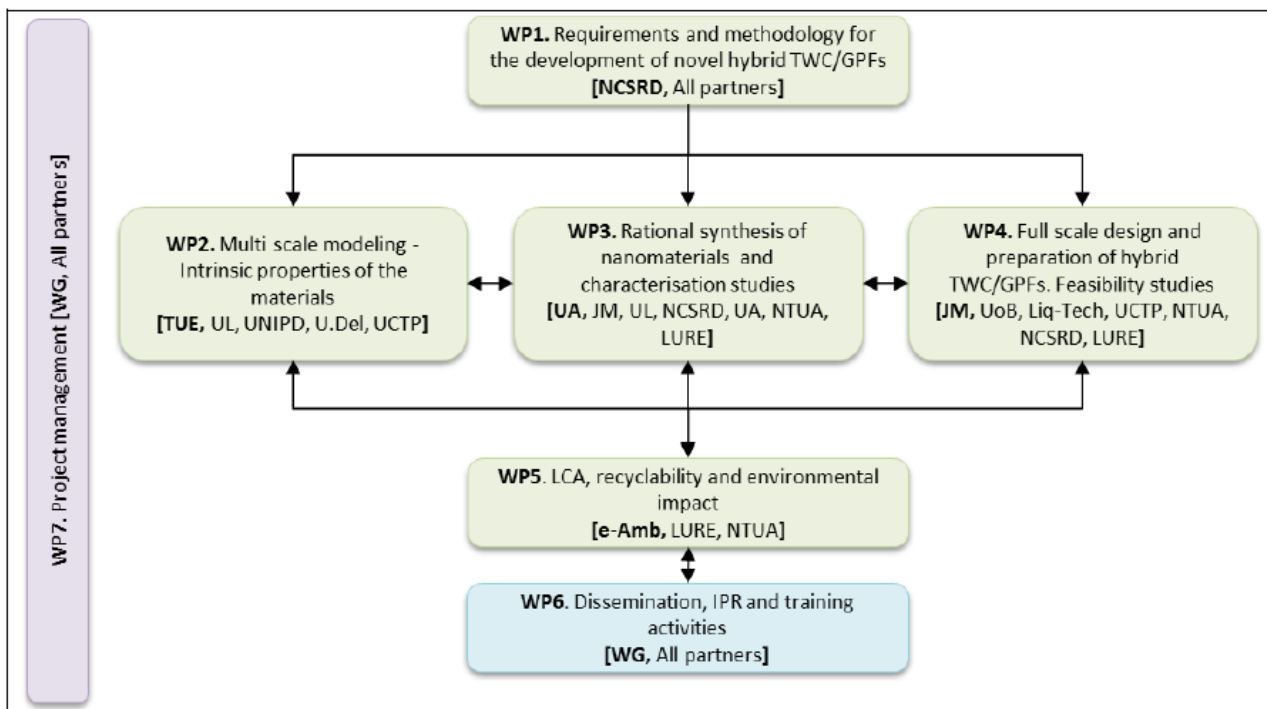 WP7. Project management [WG, All partners]
WP1. Requirements and methodology for
the development of novel hybrid TWC/GPFs
[NCSRD, All partners]
WP2. Multi scale modeling -
Intrinsic properties of the
materials
[TUE, UL, UNIPD, U.Del, UCTP]
WP3. Rational synthesis of
nanomaterials and
characterisation studies
[UA, JM, UL, NCSRD, UA, NTUA,
LURE]
WP4. Full scale design and
preparation of hybrid
TWC/GPFs. Feasibility studies
[JM, UoB, Liq-Tech, UCTP, NTUA,
NCSRD, LURE]
WP5. LCA, recyclability and environmental
impact
[e-Amb, LURE, NTUA]
WP6. Dissemination, IPR and training
activities
[WG, All partners]